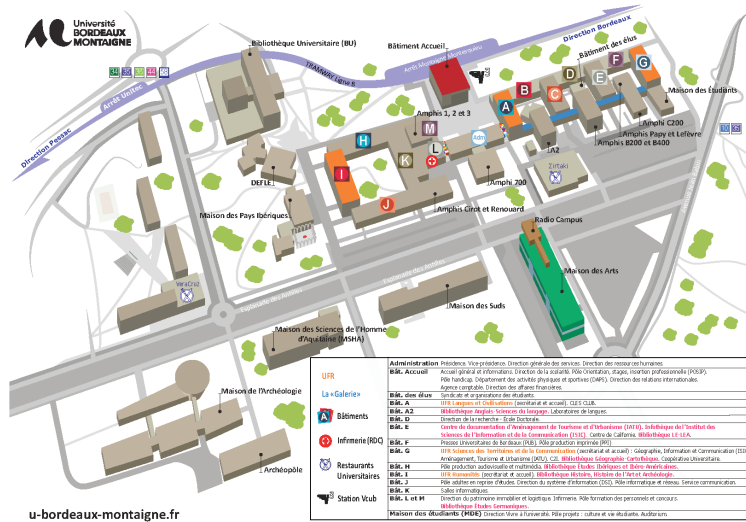 Université
BORDEAUX
MONTAIGNE
Bibliothèque Universitaire (BU)
Bâtiment Accueil
Direction Bordeaux
Arrêt Montaigne Montesquieu
TRAMWAY Ligne B
Bâtiment des élus
Maison des Étudiants
Arrêt Unitec
Direction Pessac
Amphis 1, 2 et 3
Amphi C200
Amphis Papy et Lefèvre
Amphis B200 et B400
A
B
C
D
E
F
G
H
I
J
K
L
M
Adm
A2
Sirtaki
Amphi 700
DEFLE
Maison des Pays Ibériques
Amphis Cirot et Renouard
Radio Campus
Maison des Arts
VeraCruz
Esplanade des Antilles
Esplanade des Antilles
Maison des Suds
Maison des Sciences de l'Homme
d'Aquitaine (MSHA)
Maison de l'Archéologie
Archéopôle
UFR
La « Galerie »
A Bâtiments
Infirmerie (RDC)
Restaurants
Universitaires
Station Vcub
Administration Présidence. Vice-présidence. Direction générale des services. Direction des ressources humaines.
Bât. Accueil Accueil général et informations. Direction de la scolarité. Pôle Orientation, stages, insertion professionnelle (POSIP).
Pôle handicap. Département des activités physiques et sportives (DAPS). Direction des relations internationales.
Agence comptable. Direction des affaires financières.
Bât. des élus Syndicats et organisations des étudiants.
Bât. A UFR Langues et Civilisations (secrétariat et accueil). CLES CLUB.
Bât. A2 Bibliothèque Anglais-Sciences du langage. Laboratoires de langues.
Bât. D Direction de la recherche - École Doctorale.
Bât. E Centre de documentation d'Aménagement de Tourisme et d'Urbanisme (IATU). Infothèque de l'Institut des
Sciences de l'Information et de la Communication (ISIC). Centre de Californie. Bibliothèque LE-LEA.
Bât. F Presses Universitaires de Bordeaux (PUB). Pôle production imprimée (PPI)
Bât. G UFR Sciences des Territoires et de la Communication (secrétariat et accueil) : Géographie, Information et Communication (ISIC
Aménagement, Tourisme et Urbanisme (IATU). C2i. Bibliothèque Géographie-Cartothèque. Coopérative Universitaire.
Bât. H Pôle production audiovisuelle et multimédia. Bibliothèque Études Ibériques et Ibéro-Américaines.
Bât. I UFR Humanités (secrétariat et accueil). Bibliothèque Histoire, Histoire de l'Art et Archéologie.
Bât. J Pôle adultes en reprise d'études. Direction du système d'information (DSI). Pôle informatique et réseau. Service communication.
Bât. K Salles informatiques
Bât. L et M Direction du patrimoine immobilier et logistique. Infirmerie. Pôle formation des personnels et concours.
Bibliothèque Études Germaniques.
Maison des étudiants (MDE) Direction Vivre à l'université. Pôle projets : culture et vie étudiante. Auditorium.
u-bordeaux-montaigne.fr